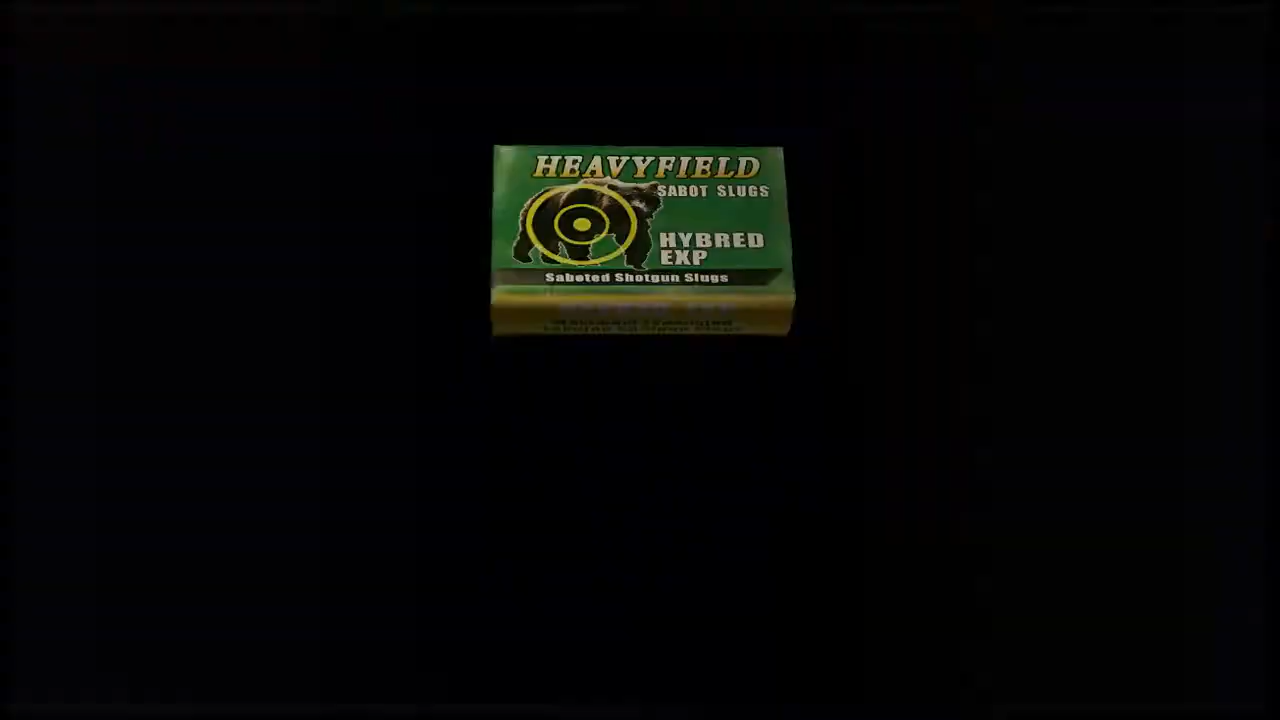 HEAVYFIELD
SABOT SLUGS
HYBRED
EXP
Saboted Shotgun Slugs